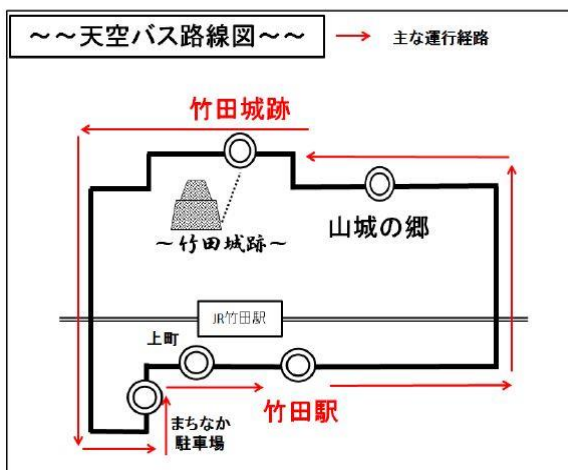 ～～天空バス路線図～～
主な運行経路
竹田城跡
山城の郷
～竹田城跡～
JR竹田駅
上町
竹田駅
まちなか
駐車場